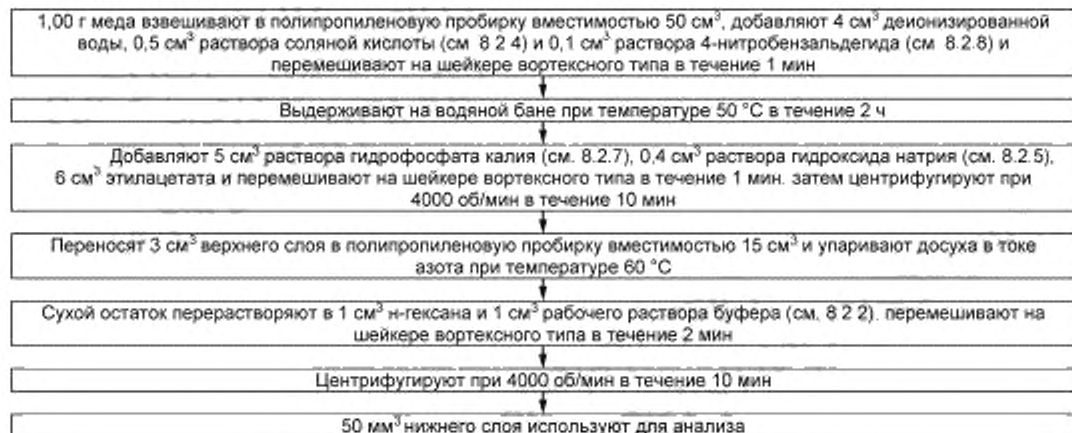 1,00 г меда взвешивают в полипропиленовую пробирку вместимостью 50 см³, добавляют 4 см³ деионизированной
воды, 0,5 см³ раствора соляной кислоты (см 8 2 4) и 0,1 см³ раствора 4-нитробензальдегида (см 8.2.8) и
перемешивают на шейкере вортексного типа в течение 1 мин
Выдерживают на водяной бане при температуре 50 °С в течение 2 ч
Добавляют 5 см³ раствора гидрофосфата калия (см. 8.2.7), 0,4 см³ раствора гидроксида натрия (см. 8.2.5),
6 см³ этилацетата и перемешивают на шейкере вортексного типа в течение 1 мин. затем центрифугируют при
4000 об/мин в течение 10 мин
Переносят 3 см³ верхнего слоя в полипропиленовую пробирку вместимостью 15 см³ и упаривают досуха в токе
азота при температуре 60 °С
Сухой остаток перерастворяют в 1 см³ н-гексана и 1 см³ рабочего раствора буфера (см. 8 2 2). перемешивают на
шейкере вортексного типа в течение 2 мин
Центрифугируют при 4000 об/мин в течение 10 мин
50 мм³ нижнего слоя используют для анализа